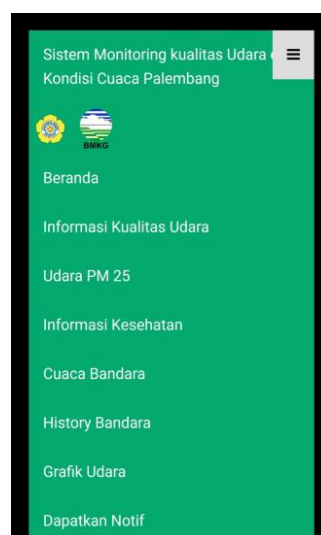 Sistem Monitoring kualitas Udara
Kondisi Cuaca Palembang
BMKG
Beranda
Informasi Kualitas Udara
Udara PM 25
Informasi Kesehatan
Cuaca Bandara
History Bandara
Grafik Udara
Dapatkan Notif